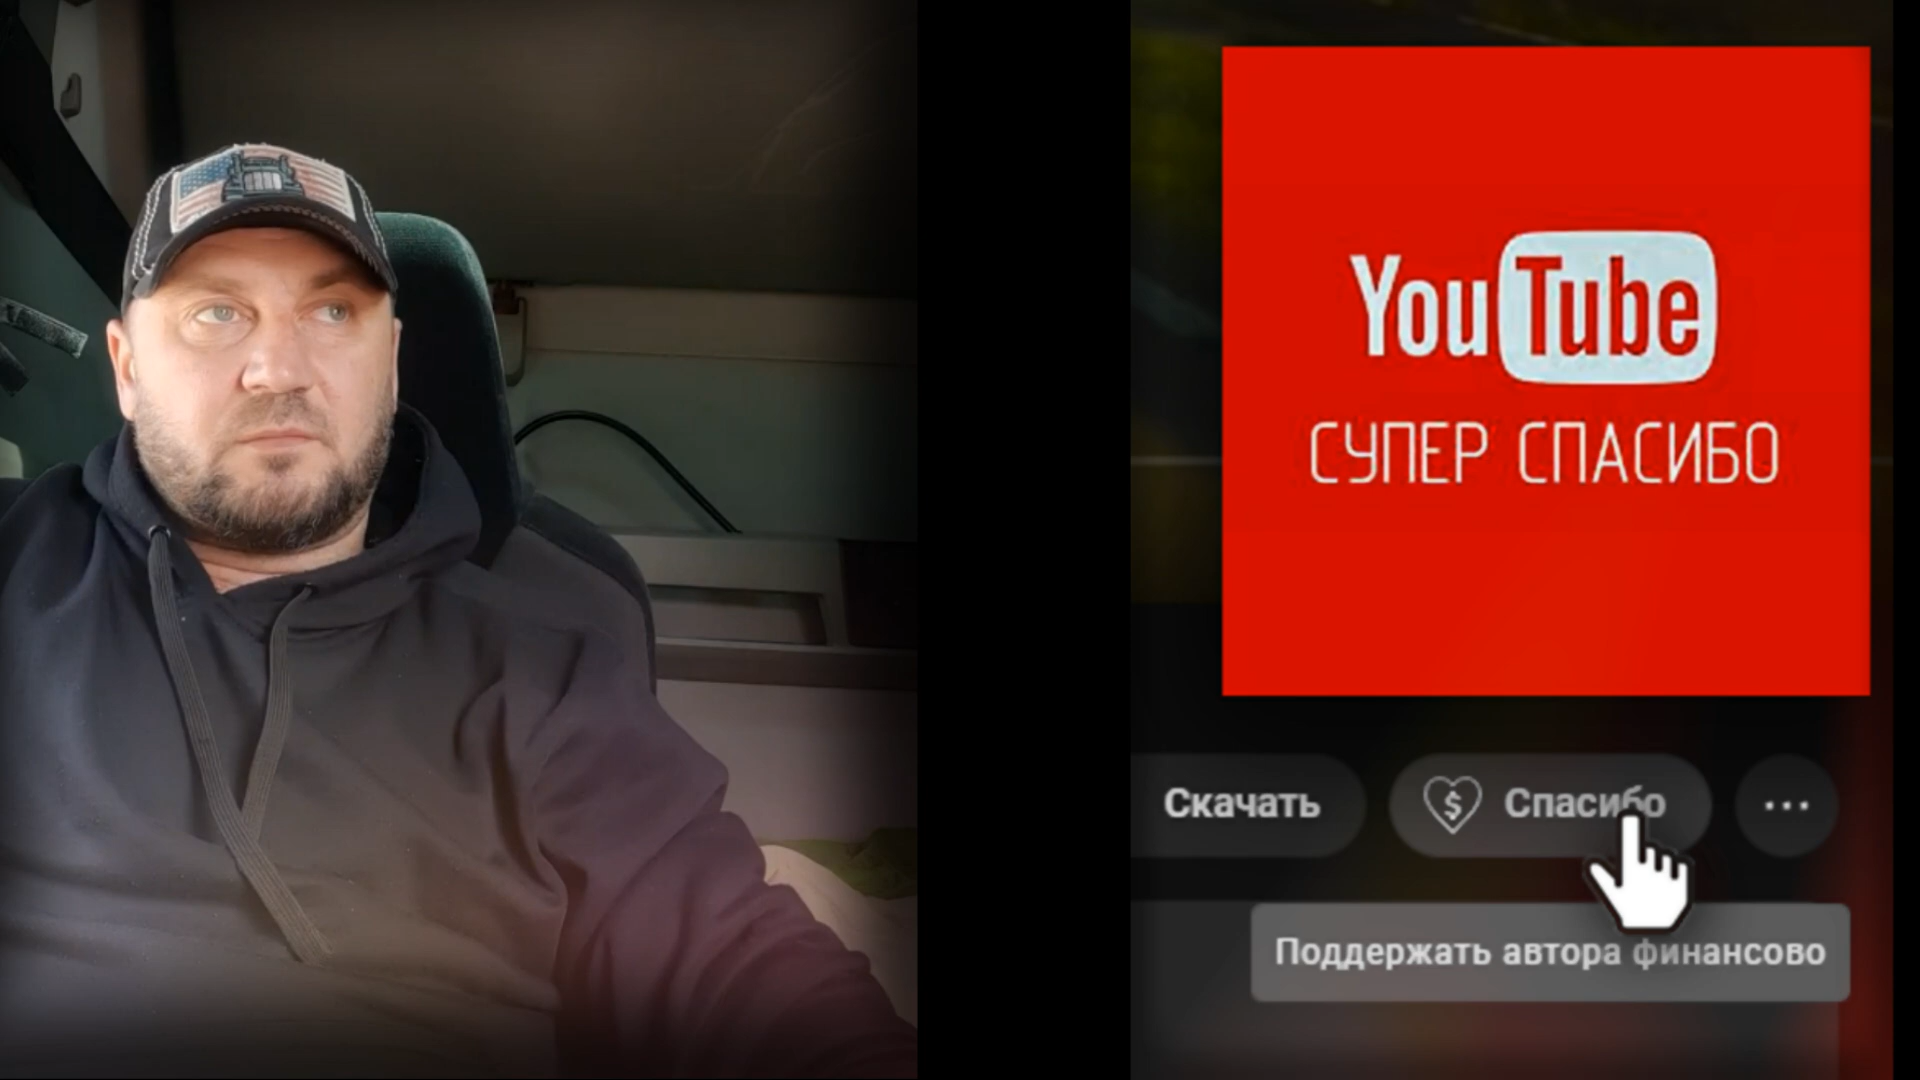 YouTube
СУПЕР СПАСИБО
Скачать
$ Спасибо
Поддержать автора финансово